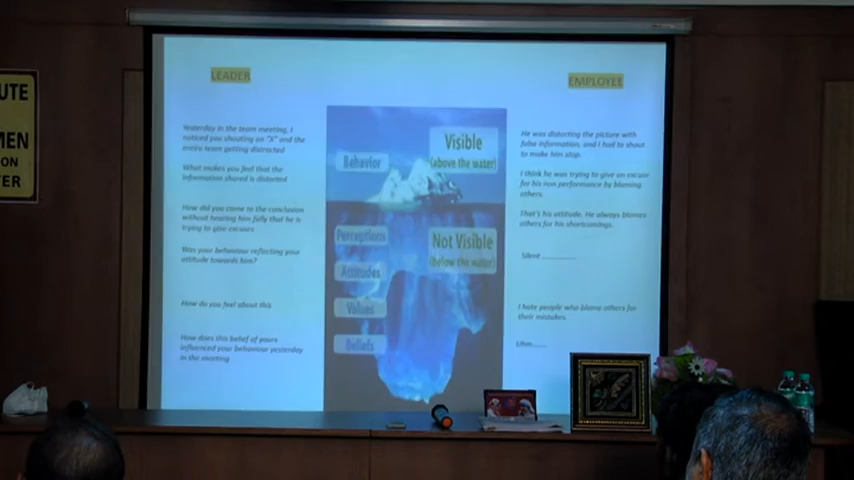 UTE
MEN
ON
ER
LEADER
Yesterday in the team meeting, I
noticed you shouting on "X" and the
entire team getting distracted
What makes you feel that the
information shared is distorted
How did you come to the conclusion
without hearing him fully that he is
trying to give excuses
Was your behaviour reflecting your
attitude towards him?
How do you feel about this
How does this belief of yours
influenced your behaviour yesterday
in the meeting
Behavior
Visible
(above the water)
Perceptions
Not Visible
(below the water)
Attitudes
Values
Beliefs
EMPLOYEE
He was distorting the picture with
false information, and I had to shout
to make him stop.
I think he was trying to give an excuse
for his non performance by blaming
others.
That's his attitude. He always blames
others for his shortcomings.
Silent
I hate people who blame others for
their mistakes.
Uhm.....